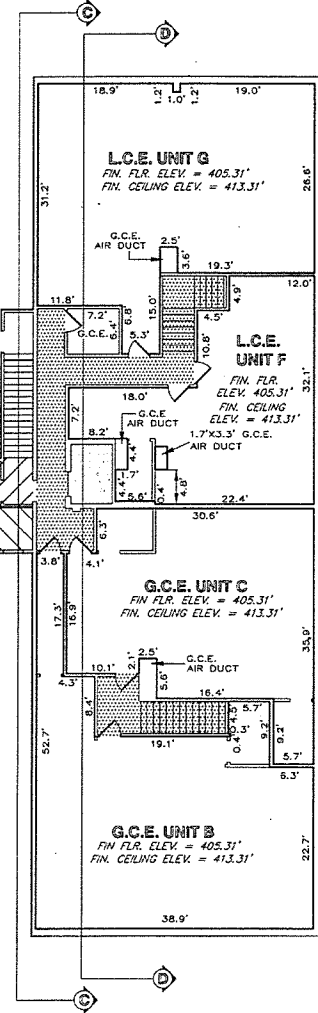 C
D
18.9'
1.2'
1.0'
1.2'
19.0'
L.C.E. UNIT G
FIN. FLR. ELEV. = 405.31'
FIN. CEILING ELEV. = 413.31'
31.2'
26.6'
G.C.E.
AIR DUCT
2.5'
3.6'
19.3'
11.8'
7.2'
G.C.E.
6.4'
6.8'
5.3'
15.0'
4.9'
4.5'
12.0'
10.8'
L.C.E.
UNIT F
FIN. FLR.
ELEV. 405.31'
FIN. CEILING
ELEV. = 413.31'
32.1'
18.0'
7.2'
8.2'
G.C.E
AIR DUCT
4.4'
1.7'X3.3' G.C.E.
AIR DUCT
4.4'
.7'
5.6'
0.4'
4.8'
22.4'
30.6'
6.3'
3.8'
4.1'
G.C.E. UNIT C
FIN FLR. ELEV. = 405.31'
FIN. CEILING ELEV. = 413.31'
17.3'
16.9'
35.9'
4.3'
10.1'
2.1'
2.5'
G.C.E.
AIR DUCT
5.6'
16.4'
8.4'
19.1'
4.5'
0.3'
0.4'
5.7'
9.2'
9.2'
5.7'
6.3'
52.7'
G.C.E. UNIT B
FIN FLR. ELEV. = 405.31'
FIN. CEILING ELEV. = 413.31'
22.7'
38.9'
D
C